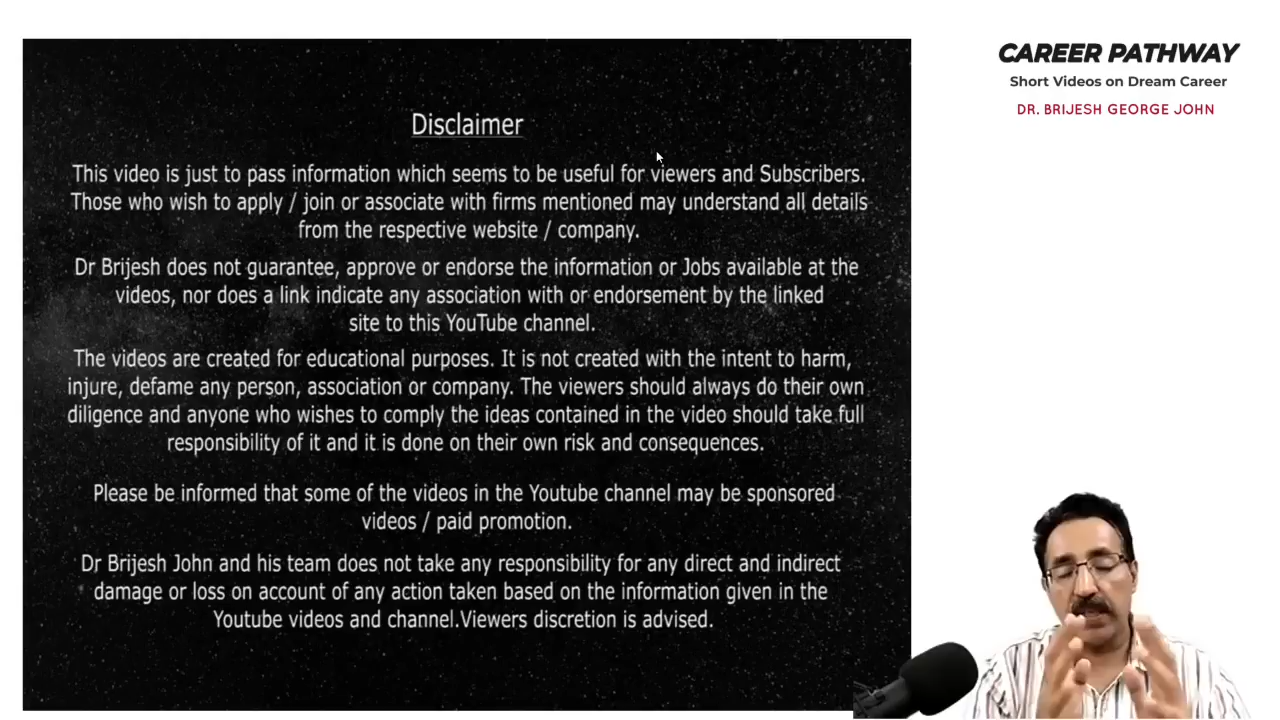 CAREER PATHWAY
Short Videos on Dream Career
DR. BRIJESH GEORGE JOHN
Disclaimer
This video is just to pass information which seems to be useful for viewers and Subscribers.
Those who wish to apply / join or associate with firms mentioned may understand all details
from the respective website / company.
Dr Brijesh does not guarantee, approve or endorse the information or Jobs available at the
videos, nor does a link indicate any association with or endorsement by the linked
site to this YouTube channel.
The videos are created for educational purposes. It is not created with the intent to harm,
injure, defame any person, association or company. The viewers should always do their own
diligence and anyone who wishes to comply the ideas contained in the video should take full
responsibility of it and it is done on their own risk and consequences.
Please be informed that some of the videos in the Youtube channel may be sponsored
videos / paid promotion.
Dr Brijesh John and his team does not take any responsibility for any direct and indirect
damage or loss on account of any action taken based on the information given in the
Youtube videos and channel.Viewers discretion is advised.